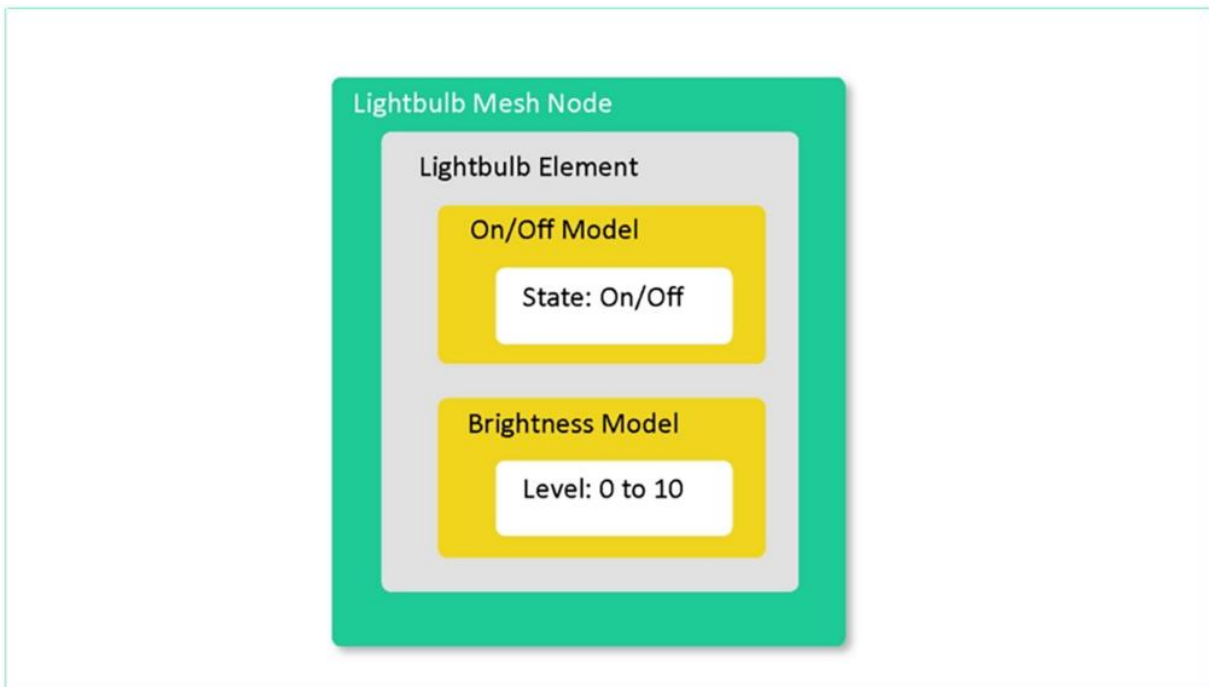 Lightbulb Mesh Node
Lightbulb Element
On/Off Model
State: On/Off
Brightness Model
Level: 0 to 10